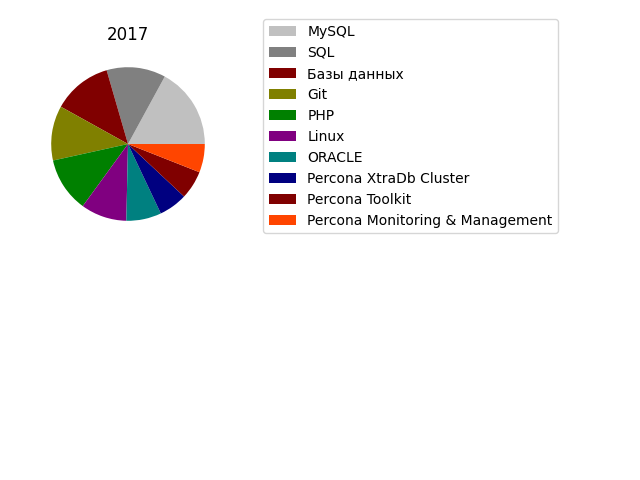 2017
MySQL
SQL
Базы данных
Git
PHP
Linux
ORACLE
Percona XtraDb Cluster
Percona Toolkit
Percona Monitoring & Management